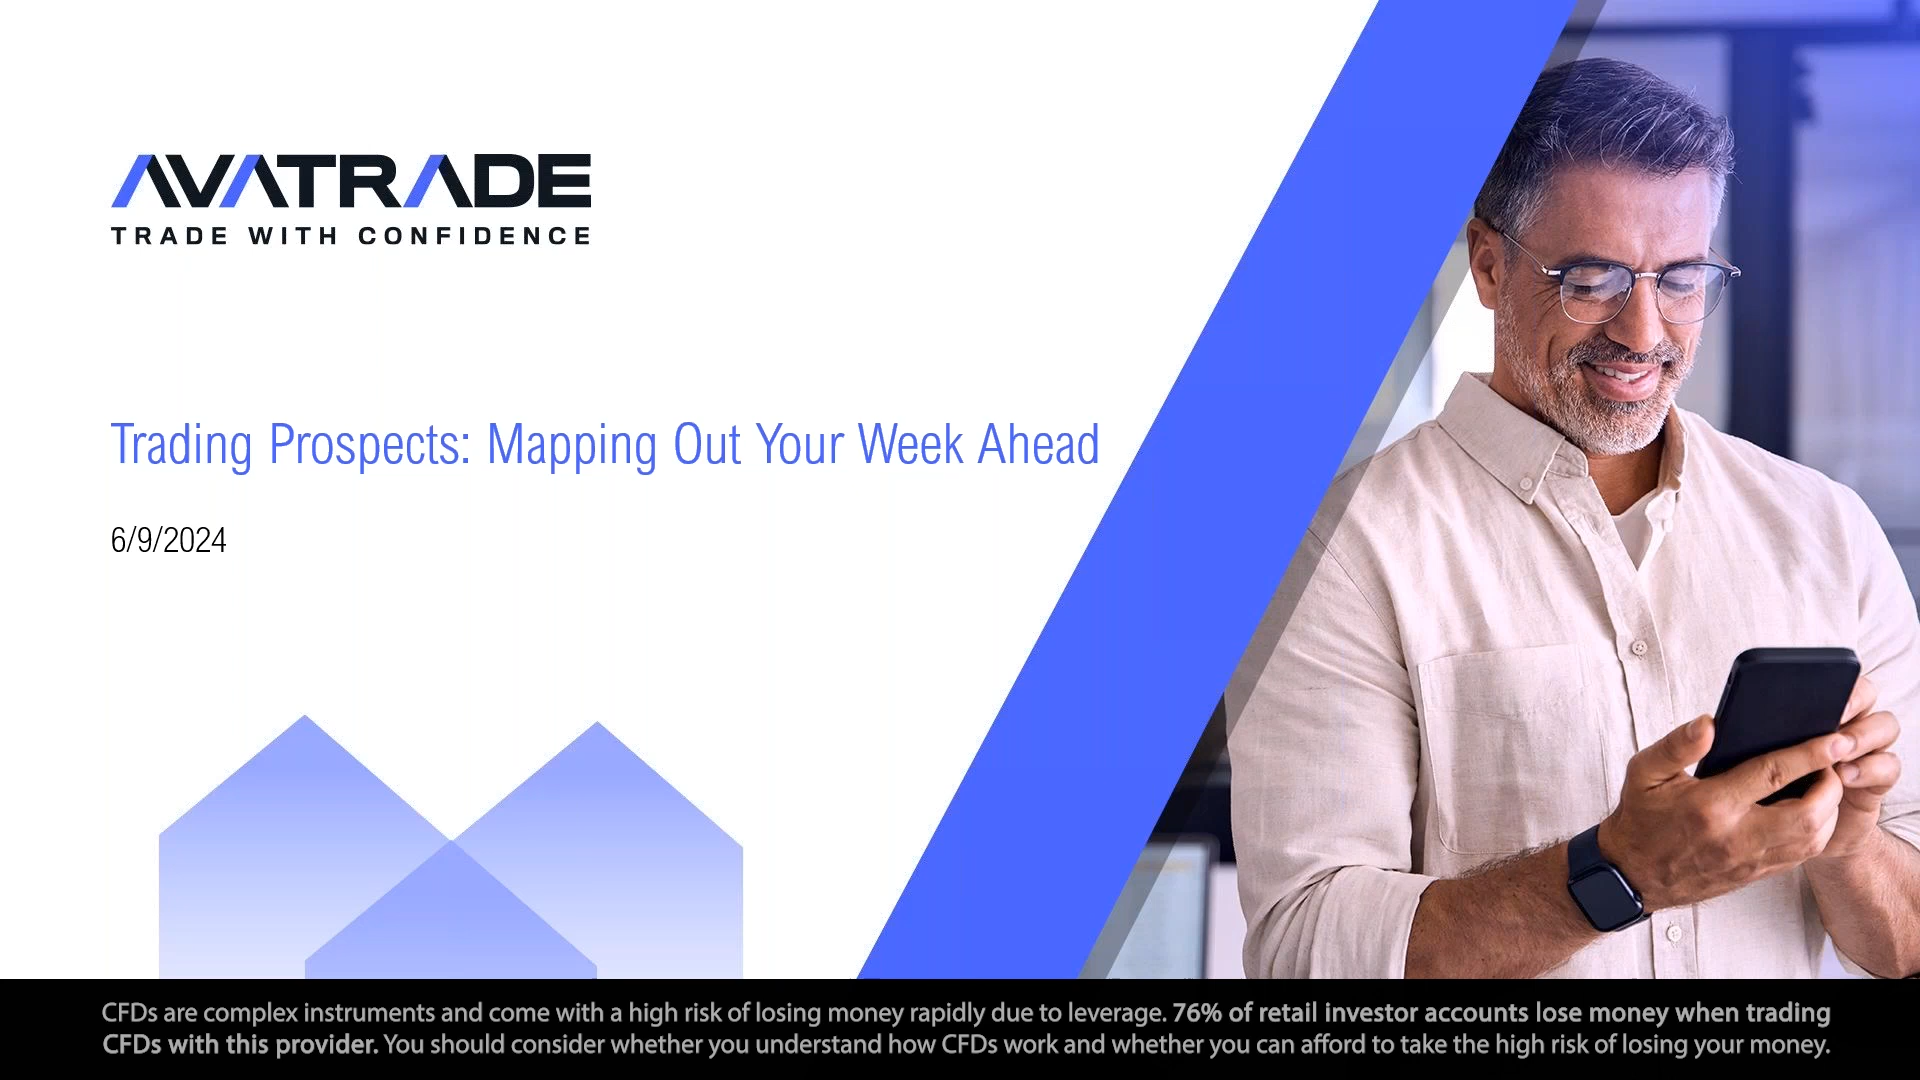 AVATRADE
TRADE WITH CONFIDENCE
Trading Prospects: Mapping Out Your Week Ahead
6/9/2024
CFDs are complex instruments and come with a high risk of losing money rapidly due to leverage. 76% of retail investor accounts lose money when trading
CFDs with this provider. You should consider whether you understand how CFDs work and whether you can afford to take the high risk of losing your money.